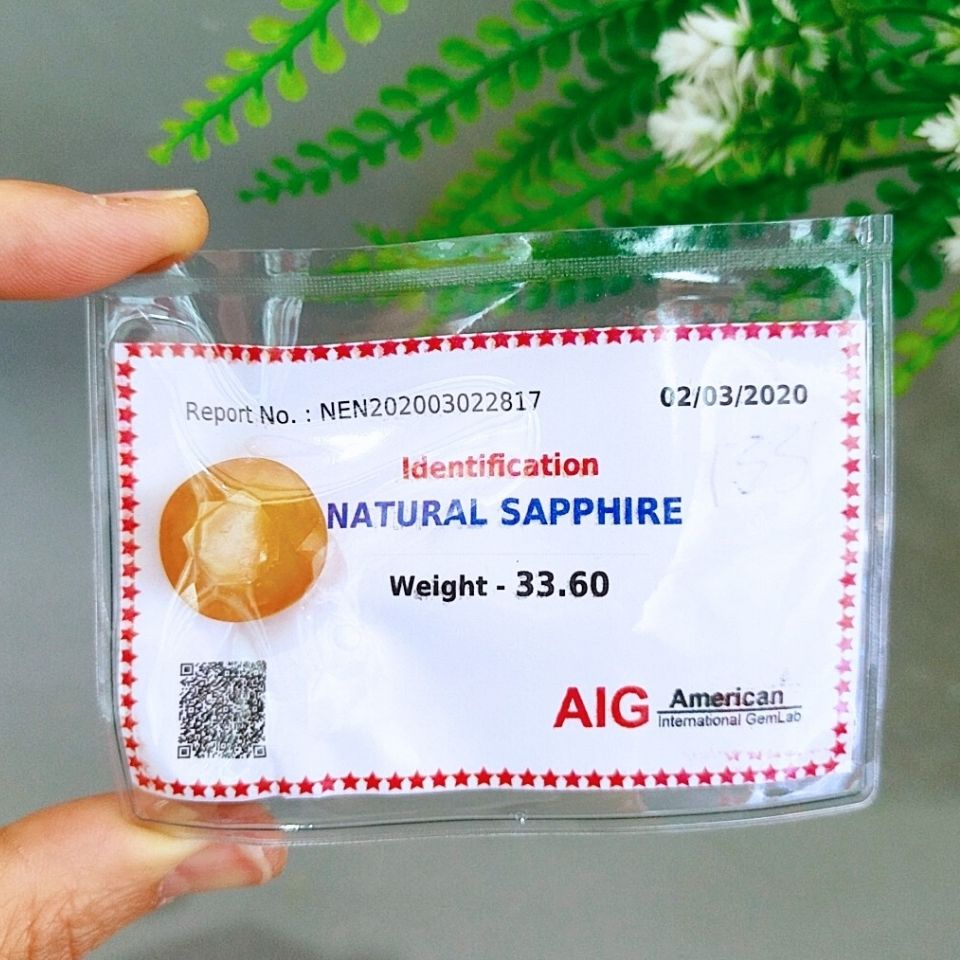 Report No. : NEN202003022817
02/03/2020
Identification
NATURAL SAPPHIRE
Weight - 33.60
AIG American
International GemLab